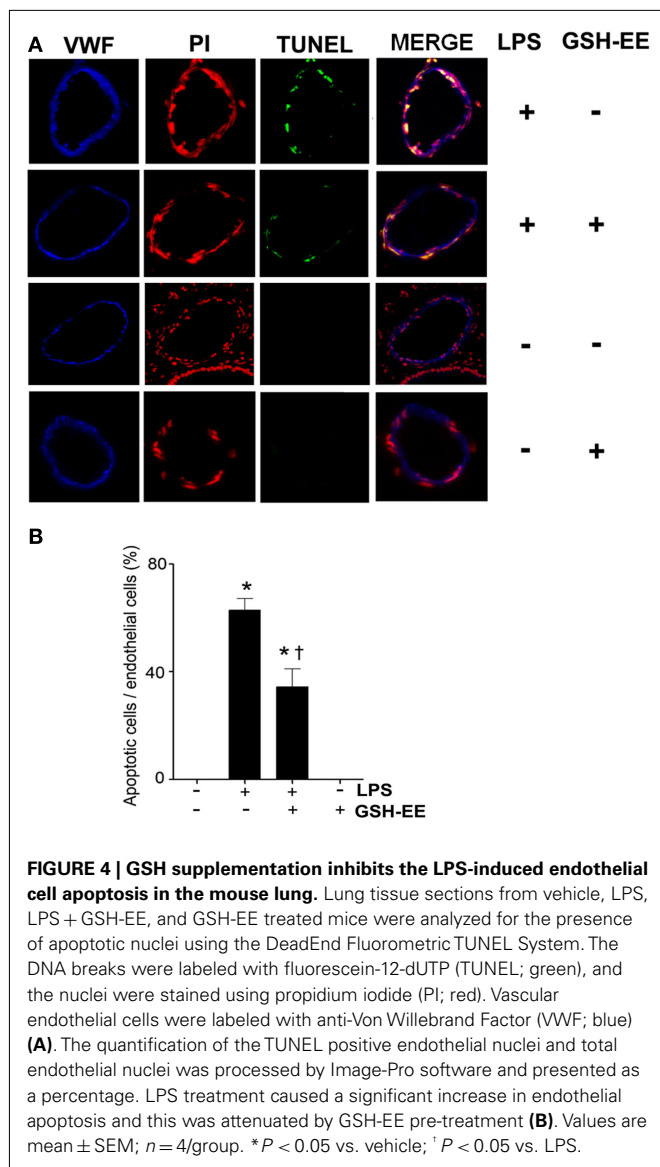 A VWF PI TUNEL MERGE LPS GSH-EE
+ -
+ +
- -
- +
B
Apoptotic cells / endothelial cells (%)
80
40
0
*
* †
- + + - LPS
- - + + GSH-EE
FIGURE 4 | GSH supplementation inhibits the LPS-induced endothelial
cell apoptosis in the mouse lung. Lung tissue sections from vehicle, LPS,
LPS + GSH-EE, and GSH-EE treated mice were analyzed for the presence
of apoptotic nuclei using the DeadEnd Fluorometric TUNEL System. The
DNA breaks were labeled with fluorescein-12-dUTP (TUNEL; green), and
the nuclei were stained using propidium iodide (PI; red). Vascular
endothelial cells were labeled with anti-Von Willebrand Factor (VWF; blue)
(A). The quantification of the TUNEL positive endothelial nuclei and total
endothelial nuclei was processed by Image-Pro software and presented as
a percentage. LPS treatment caused a significant increase in endothelial
apoptosis and this was attenuated by GSH-EE pre-treatment (B). Values are
mean ± SEM; n = 4/group. *P < 0.05 vs. vehicle; †P < 0.05 vs. LPS.